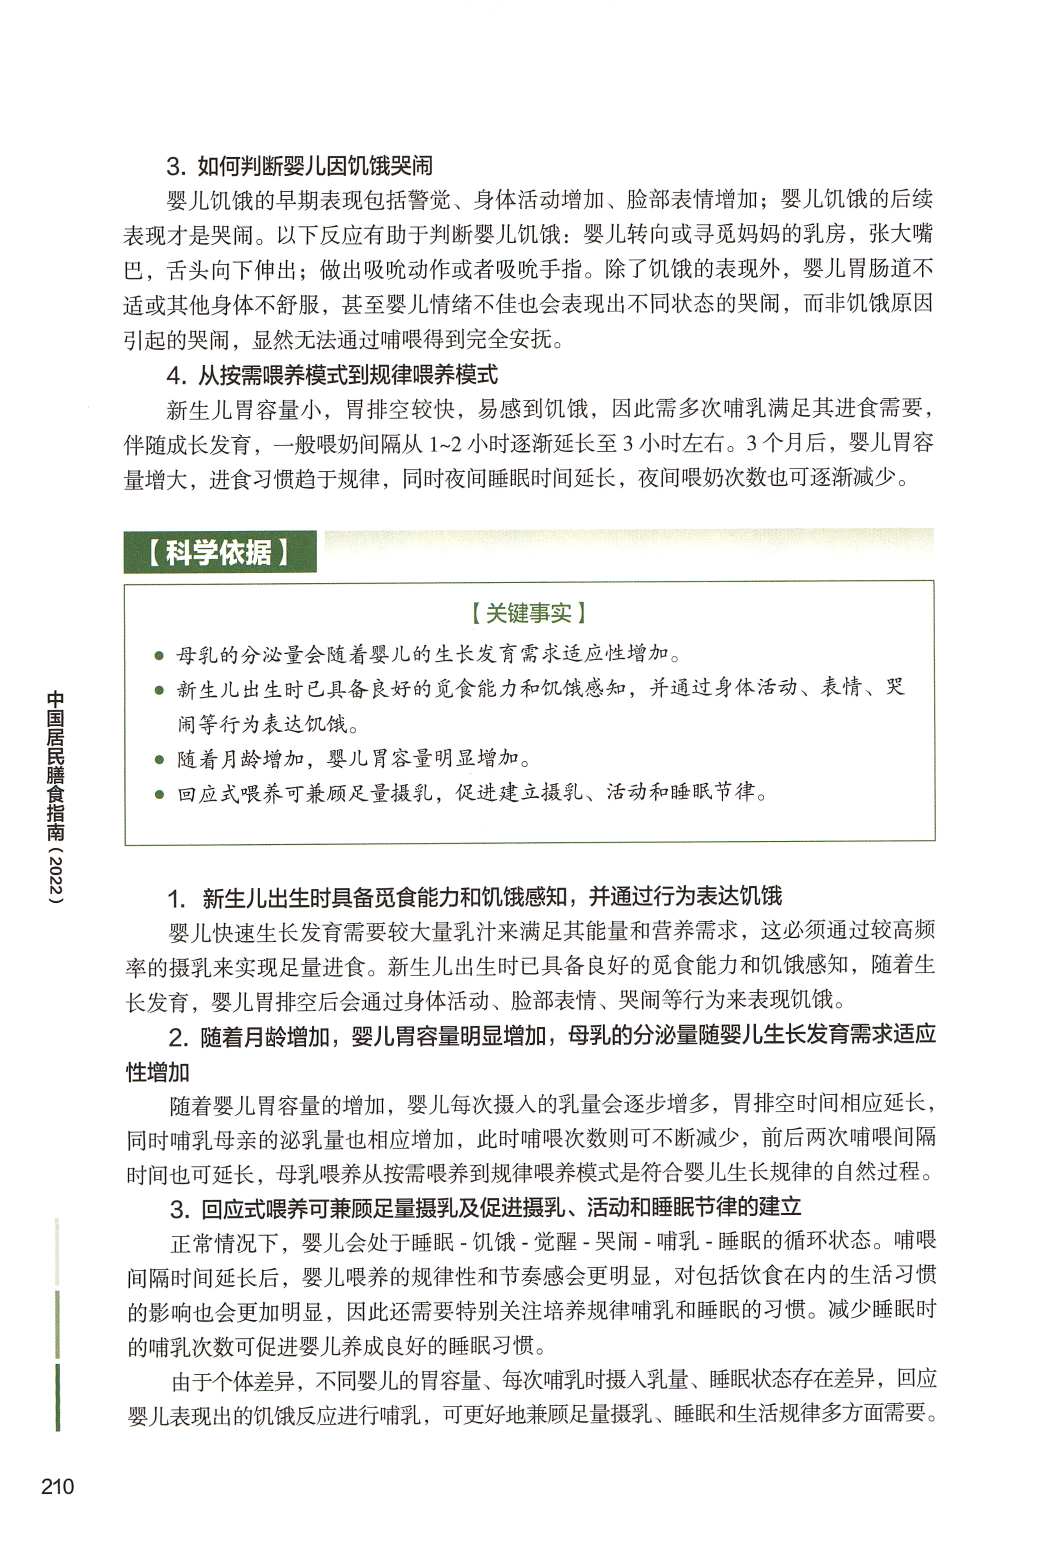 3. 如何判断婴儿因饥饿哭闹
婴儿饥饿的早期表现包括警觉、身体活动增加、脸部表情增加；婴儿饥饿的后续
表现才是哭闹。以下反应有助于判断婴儿饥饿：婴儿转向或寻觅妈妈的乳房，张大嘴
巴，舌头向下伸出；做出吸吮动作或者吸吮手指。除了饥饿的表现外，婴儿胃肠道不
适或其他身体不舒服，甚至婴儿情绪不佳也会表现出不同状态的哭闹，而非饥饿原因
引起的哭闹，显然无法通过哺喂得到完全安抚。
4. 从按需喂养模式到规律喂养模式
新生儿胃容量小，胃排空较快，易感到饥饿，因此需多次哺乳满足其进食需要，
伴随成长发育，一般喂奶间隔从 1~2 小时逐渐延长至 3 小时左右。3 个月后，婴儿胃容
量增大，进食习惯趋于规律，同时夜间睡眠时间延长，夜间喂奶次数也可逐渐减少。
【科学依据】
【关键事实】
● 母乳的分泌量会随着婴儿的生长发育需求适应性增加。
● 新生儿出生时已具备良好的觅食能力和饥饿感知，并通过身体活动、表情、哭
闹等行为表达饥饿。
● 随着月龄增加，婴儿胃容量明显增加。
● 回应式喂养可兼顾足量摄乳，促进建立摄乳、活动和睡眠节律。
中国居民膳食指南（2022）
1. 新生儿出生时具备觅食能力和饥饿感知，并通过行为表达饥饿
婴儿快速生长发育需要较大量乳汁来满足其能量和营养需求，这必须通过较高频
率的摄乳来实现足量进食。新生儿出生时已具备良好的觅食能力和饥饿感知，随着生
长发育，婴儿胃排空后会通过身体活动、脸部表情、哭闹等行为来表现饥饿。
2. 随着月龄增加，婴儿胃容量明显增加，母乳的分泌量随婴儿生长发育需求适应
性增加
随着婴儿胃容量的增加，婴儿每次摄入的乳量会逐步增多，胃排空时间相应延长，
同时哺乳母亲的泌乳量也相应增加，此时哺喂次数则可不断减少，前后两次哺喂间隔
时间也可延长，母乳喂养从按需喂养到规律喂养模式是符合婴儿生长规律的自然过程。
3. 回应式喂养可兼顾足量摄乳及促进摄乳、活动和睡眠节律的建立
正常情况下，婴儿会处于睡眠 - 饥饿 - 觉醒 - 哭闹 - 哺乳 - 睡眠的循环状态。哺喂
间隔时间延长后，婴儿喂养的规律性和节奏感会更明显，对包括饮食在内的生活习惯
的影响也会更加明显，因此还需要特别关注培养规律哺乳和睡眠的习惯。减少睡眠时
的哺乳次数可促进婴儿养成良好的睡眠习惯。
由于个体差异，不同婴儿的胃容量、每次哺乳时摄入乳量、睡眠状态存在差异，回应
婴儿表现出的饥饿反应进行哺乳，可更好地兼顾足量摄乳、睡眠和生活规律多方面需要。
210